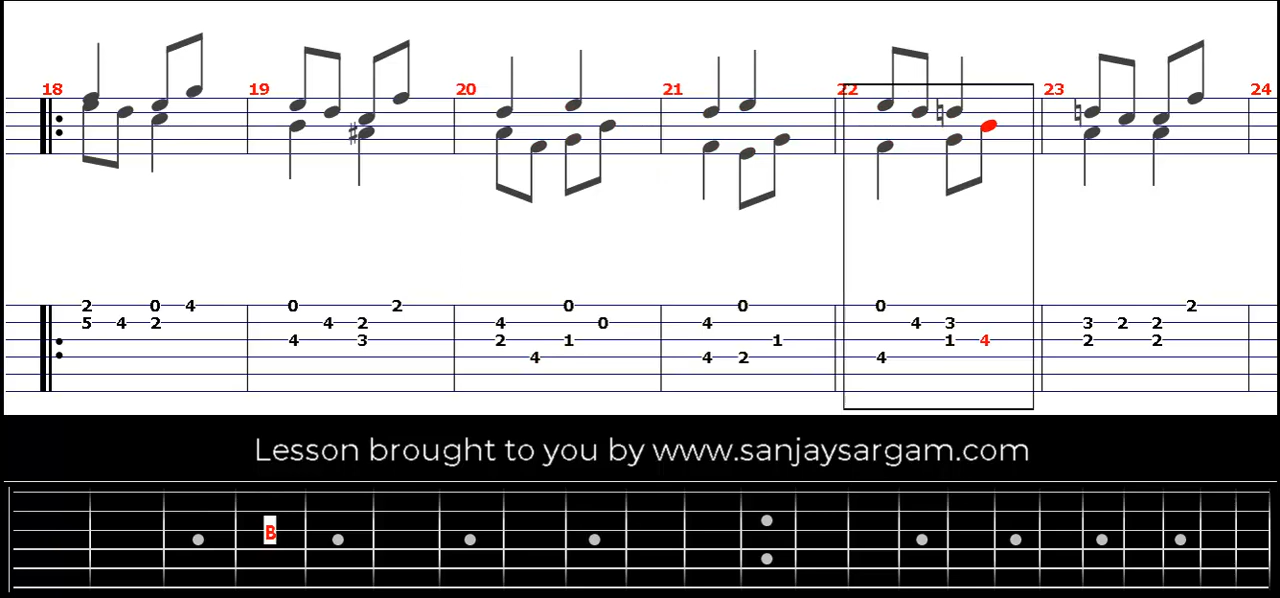 18 19 20 21 22 23 24
2 0 4 0 2 0 0 0 2
5 4 2 4 2 4 0 4 4 3 3 2 2
4 3 2 1 1 1 4 2 2
4 4 2 4
Lesson brought to you by www.sanjaysargam.com
B